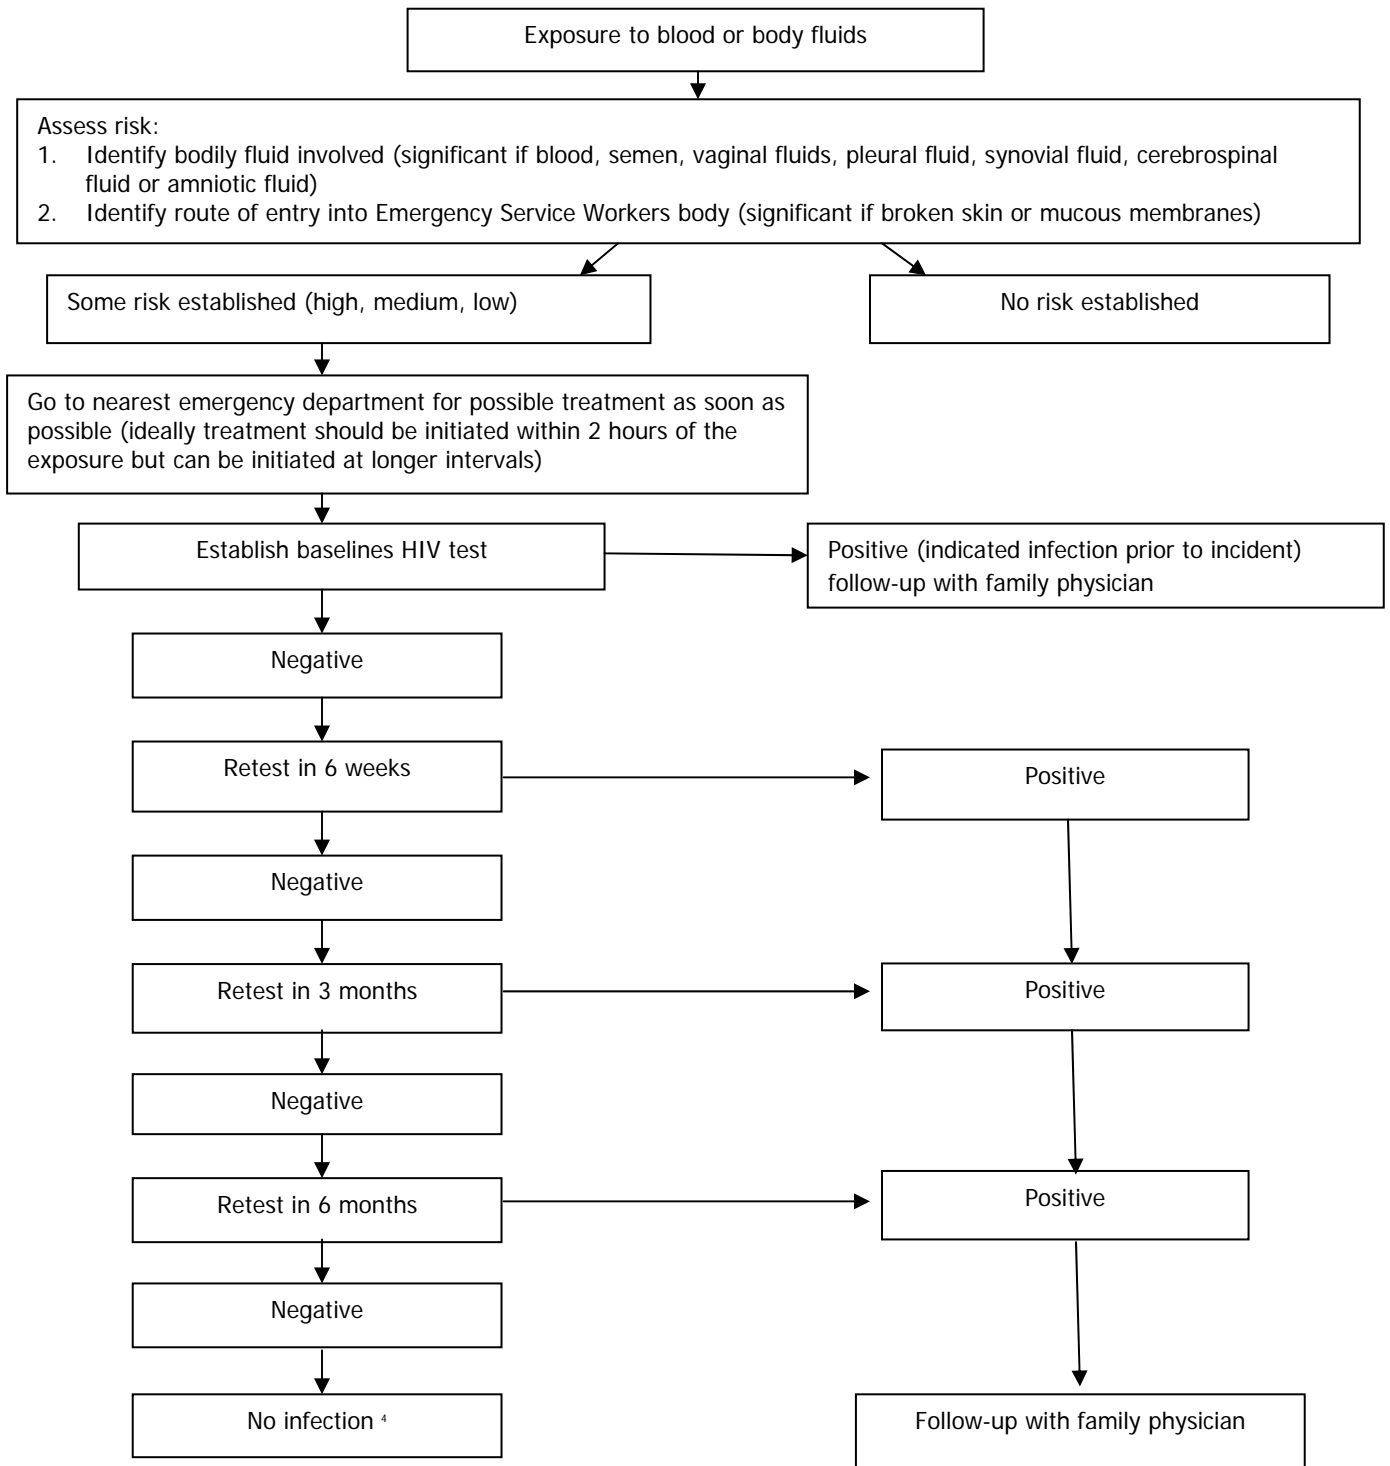 Exposure to blood or body fluids
Assess risk:
1. Identify bodily fluid involved (significant if blood, semen, vaginal fluids, pleural fluid, synovial fluid, cerebrospinal
fluid or amniotic fluid)
2. Identify route of entry into Emergency Service Workers body (significant if broken skin or mucous membranes)
Some risk established (high, medium, low)
No risk established
Go to nearest emergency department for possible treatment as soon as
possible (ideally treatment should be initiated within 2 hours of the
exposure but can be initiated at longer intervals)
Establish baselines HIV test
Positive (indicated infection prior to incident)
follow-up with family physician
Negative
Retest in 6 weeks
Positive
Negative
Retest in 3 months
Positive
Negative
Retest in 6 months
Positive
Negative
No infection ⁴
Follow-up with family physician